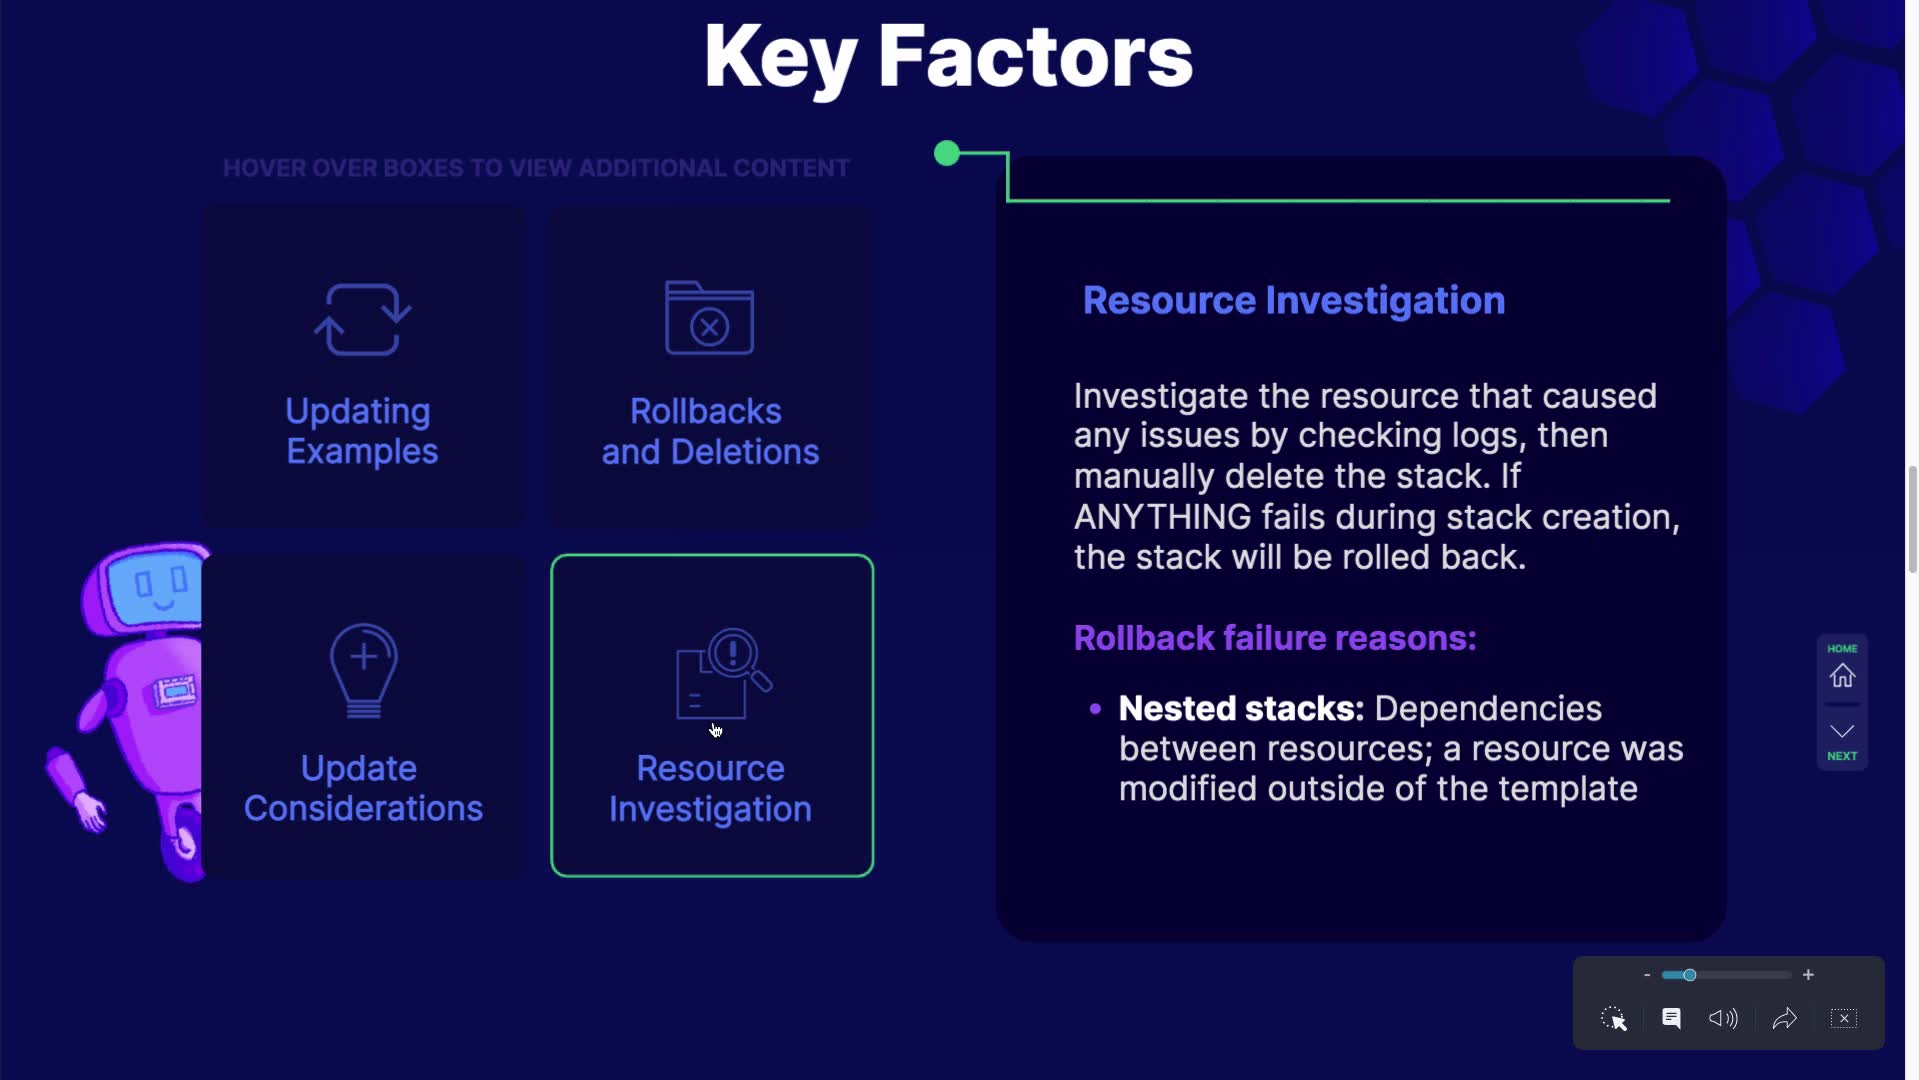 Key Factors
HOVER OVER BOXES TO VIEW ADDITIONAL CONTENT
Updating
Examples
Rollbacks
and Deletions
Update
Considerations
Resource
Investigation
Resource Investigation
Investigate the resource that caused
any issues by checking logs, then
manually delete the stack. If
ANYTHING fails during stack creation,
the stack will be rolled back.
Rollback failure reasons:
• Nested stacks: Dependencies
between resources; a resource was
modified outside of the template
HOME
NEXT
- +